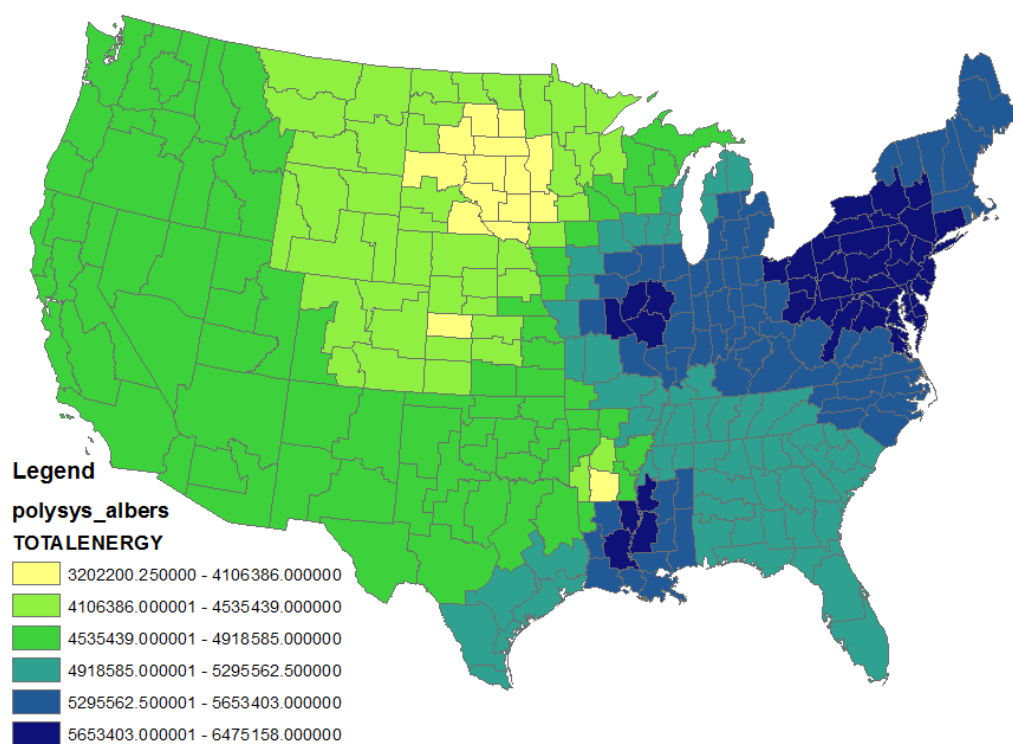 Legend
polysys_albers
TOTALENERGY
3202200.250000 - 4106386.000000
4106386.000001 - 4535439.000000
4535439.000001 - 4918585.000000
4918585.000001 - 5295562.500000
5295562.500001 - 5653403.000000
5653403.000001 - 6475158.000000